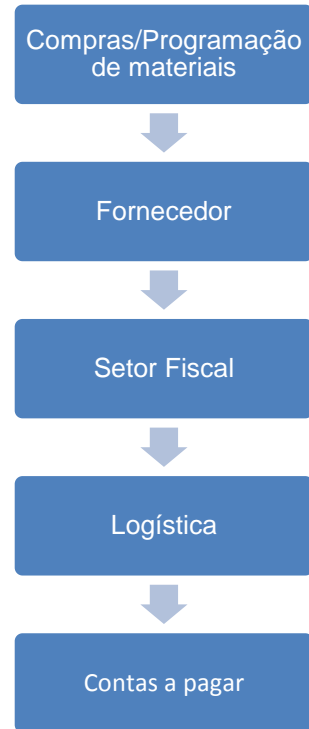 Compras/Programação
de materiais
Fornecedor
Setor Fiscal
Logística
Contas a pagar